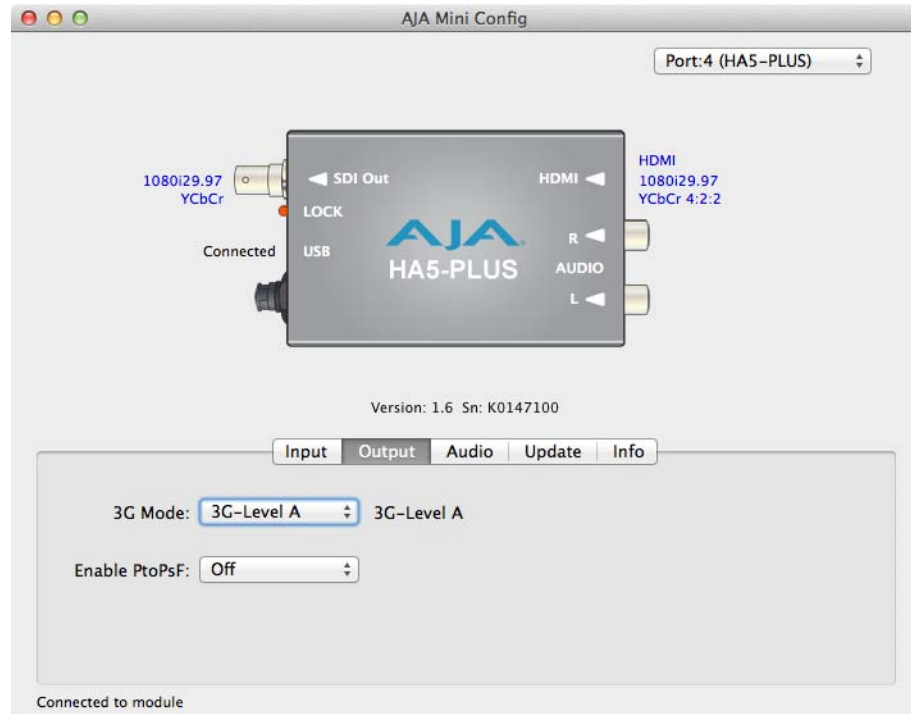 AJA Mini Config
Port:4 (HA5-PLUS)
1080i29.97
YCbCr
SDI Out
HDMI
HDMI
1080i29.97
YCbCr 4:2:2
LOCK
Connected
USB
AJA
HA5-PLUS
R
AUDIO
L
Version: 1.6 Sn: K0147100
Input Output Audio Update Info
3G Mode: 3G-Level A 3G-Level A
Enable PtoPsF: Off
Connected to module